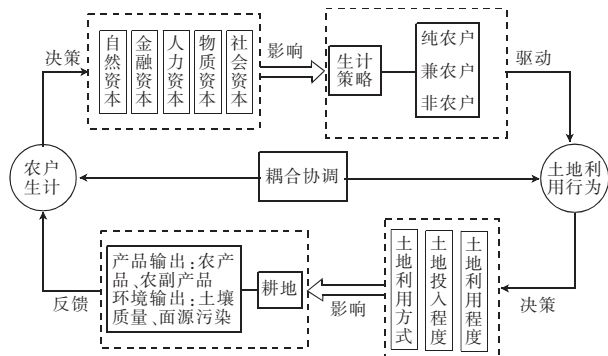 决策
自然资本
金融资本
人力资本
物质资本
社会资本
影响
生计
策略
纯农户
兼农户
非农户
驱动
农户
生计
耦合协调
土地利
用行为
产品输出:农产
品、农副产品
环境输出:土壤
质量、面源污染
耕地
反馈
影响
土地利用方式
土地投入程度
土地利用程度
决策